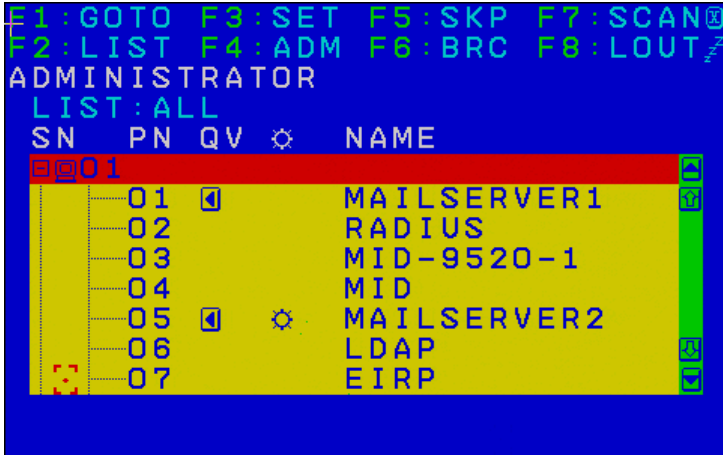 F1:GOTO F3:SET F5:SKP F7:SCAN
F2:LIST F4:ADM F6:BRC F8:LOUT zZ
ADMINISTRATOR
LIST:ALL
SN PN QV NAME
01
01 MAILSERVER1
02 RADIUS
03 MID-9520-1
04 MID
05 MAILSERVER2
06 LDAP
07 EIRP